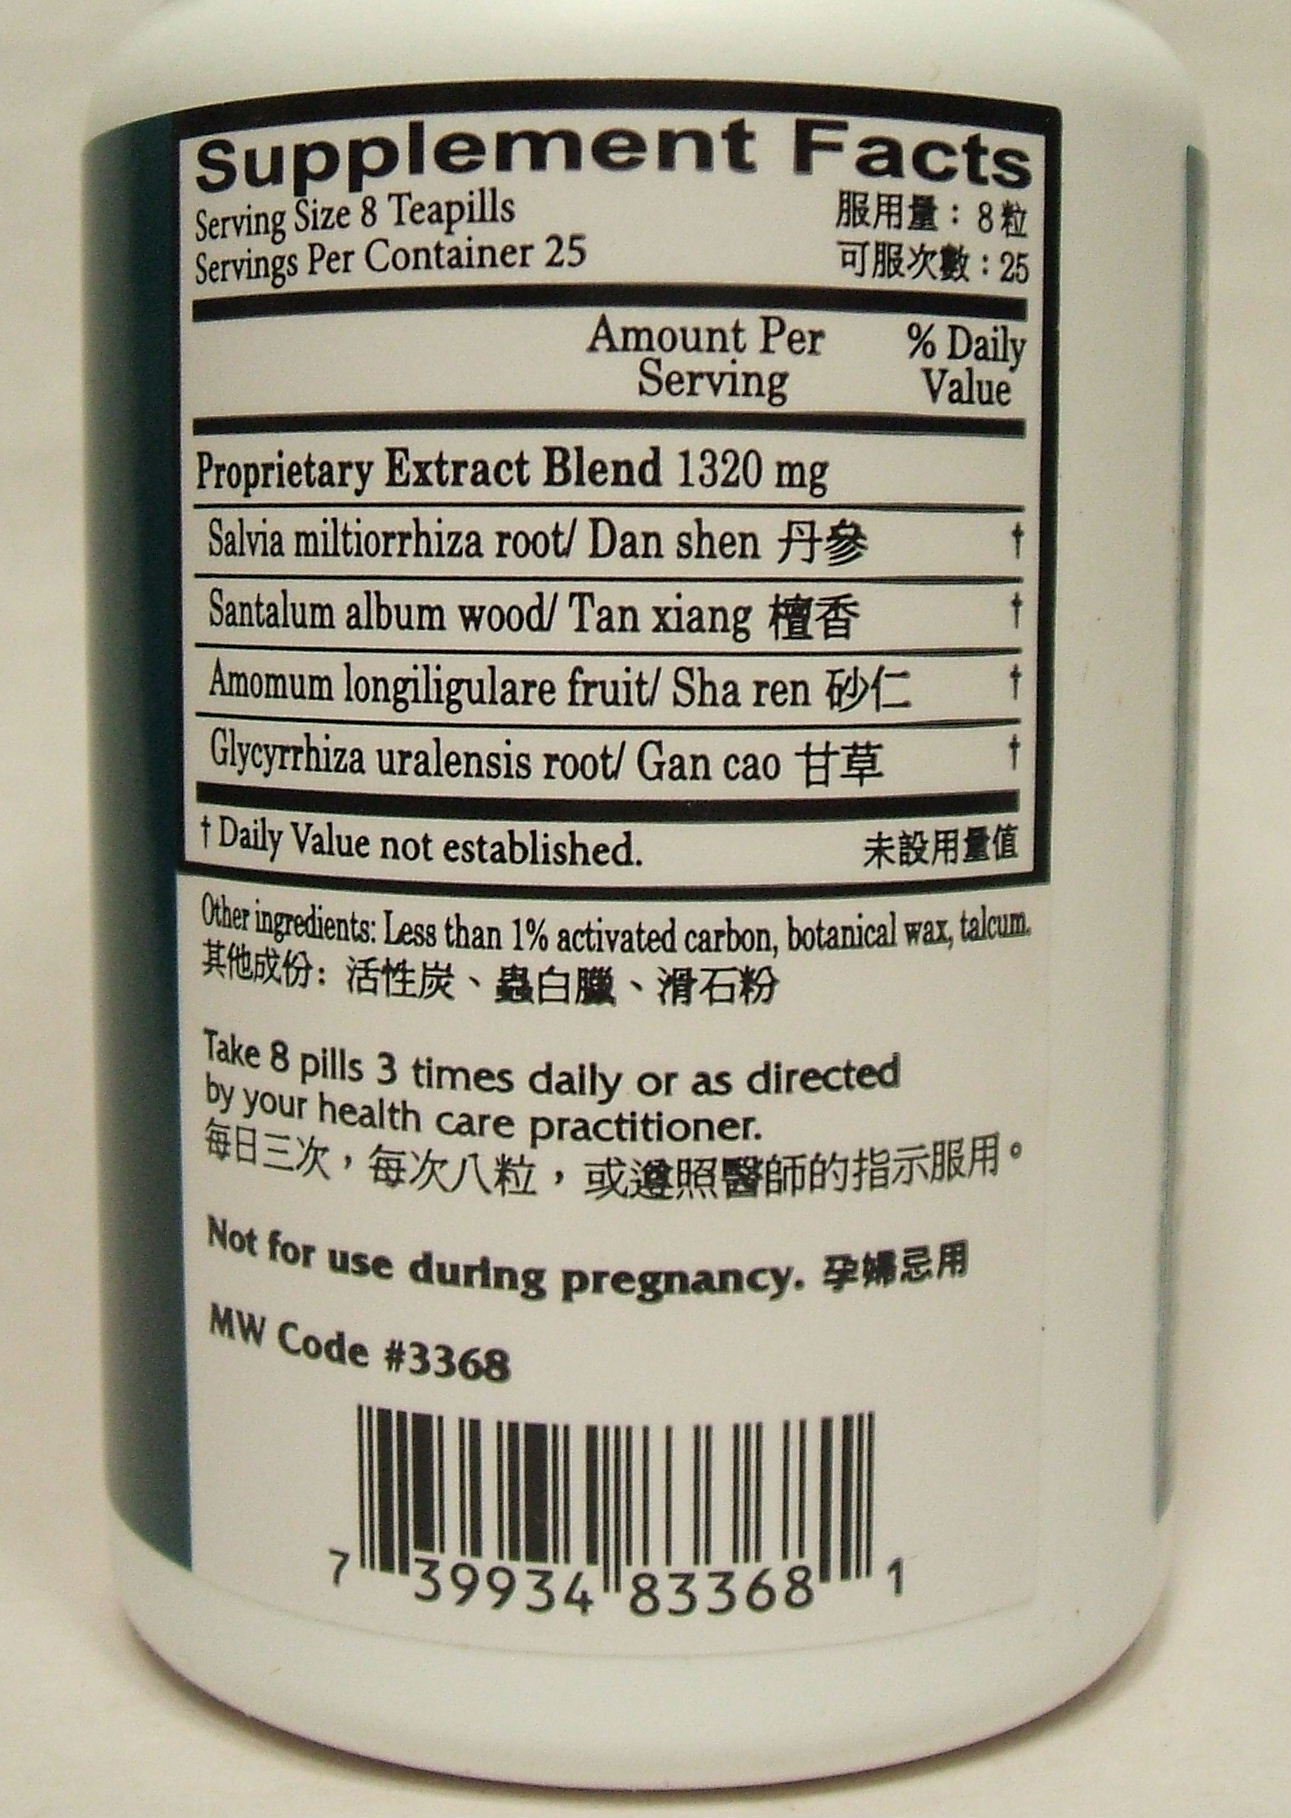 Supplement Facts
Serving Size 8 Teapills 服用量：8粒
Servings Per Container 25 可服次數：25
Amount Per Serving % Daily Value
Proprietary Extract Blend 1320 mg
Salvia miltiorrhiza root/ Dan shen 丹參 †
Santalum album wood/ Tan xiang 檀香 †
Amomum longiligulare fruit/ Sha ren 砂仁 †
Glycyrrhiza uralensis root/ Gan cao 甘草 †
† Daily Value not established. 未設用量值
Other ingredients: Less than 1% activated carbon, botanical wax, talcum.
其他成份：活性炭、蟲白臘、滑石粉
Take 8 pills 3 times daily or as directed
by your health care practitioner.
每日三次，每次八粒，或遵照醫師的指示服用。
Not for use during pregnancy. 孕婦忌用
MW Code #3368
7 39934 83368 1